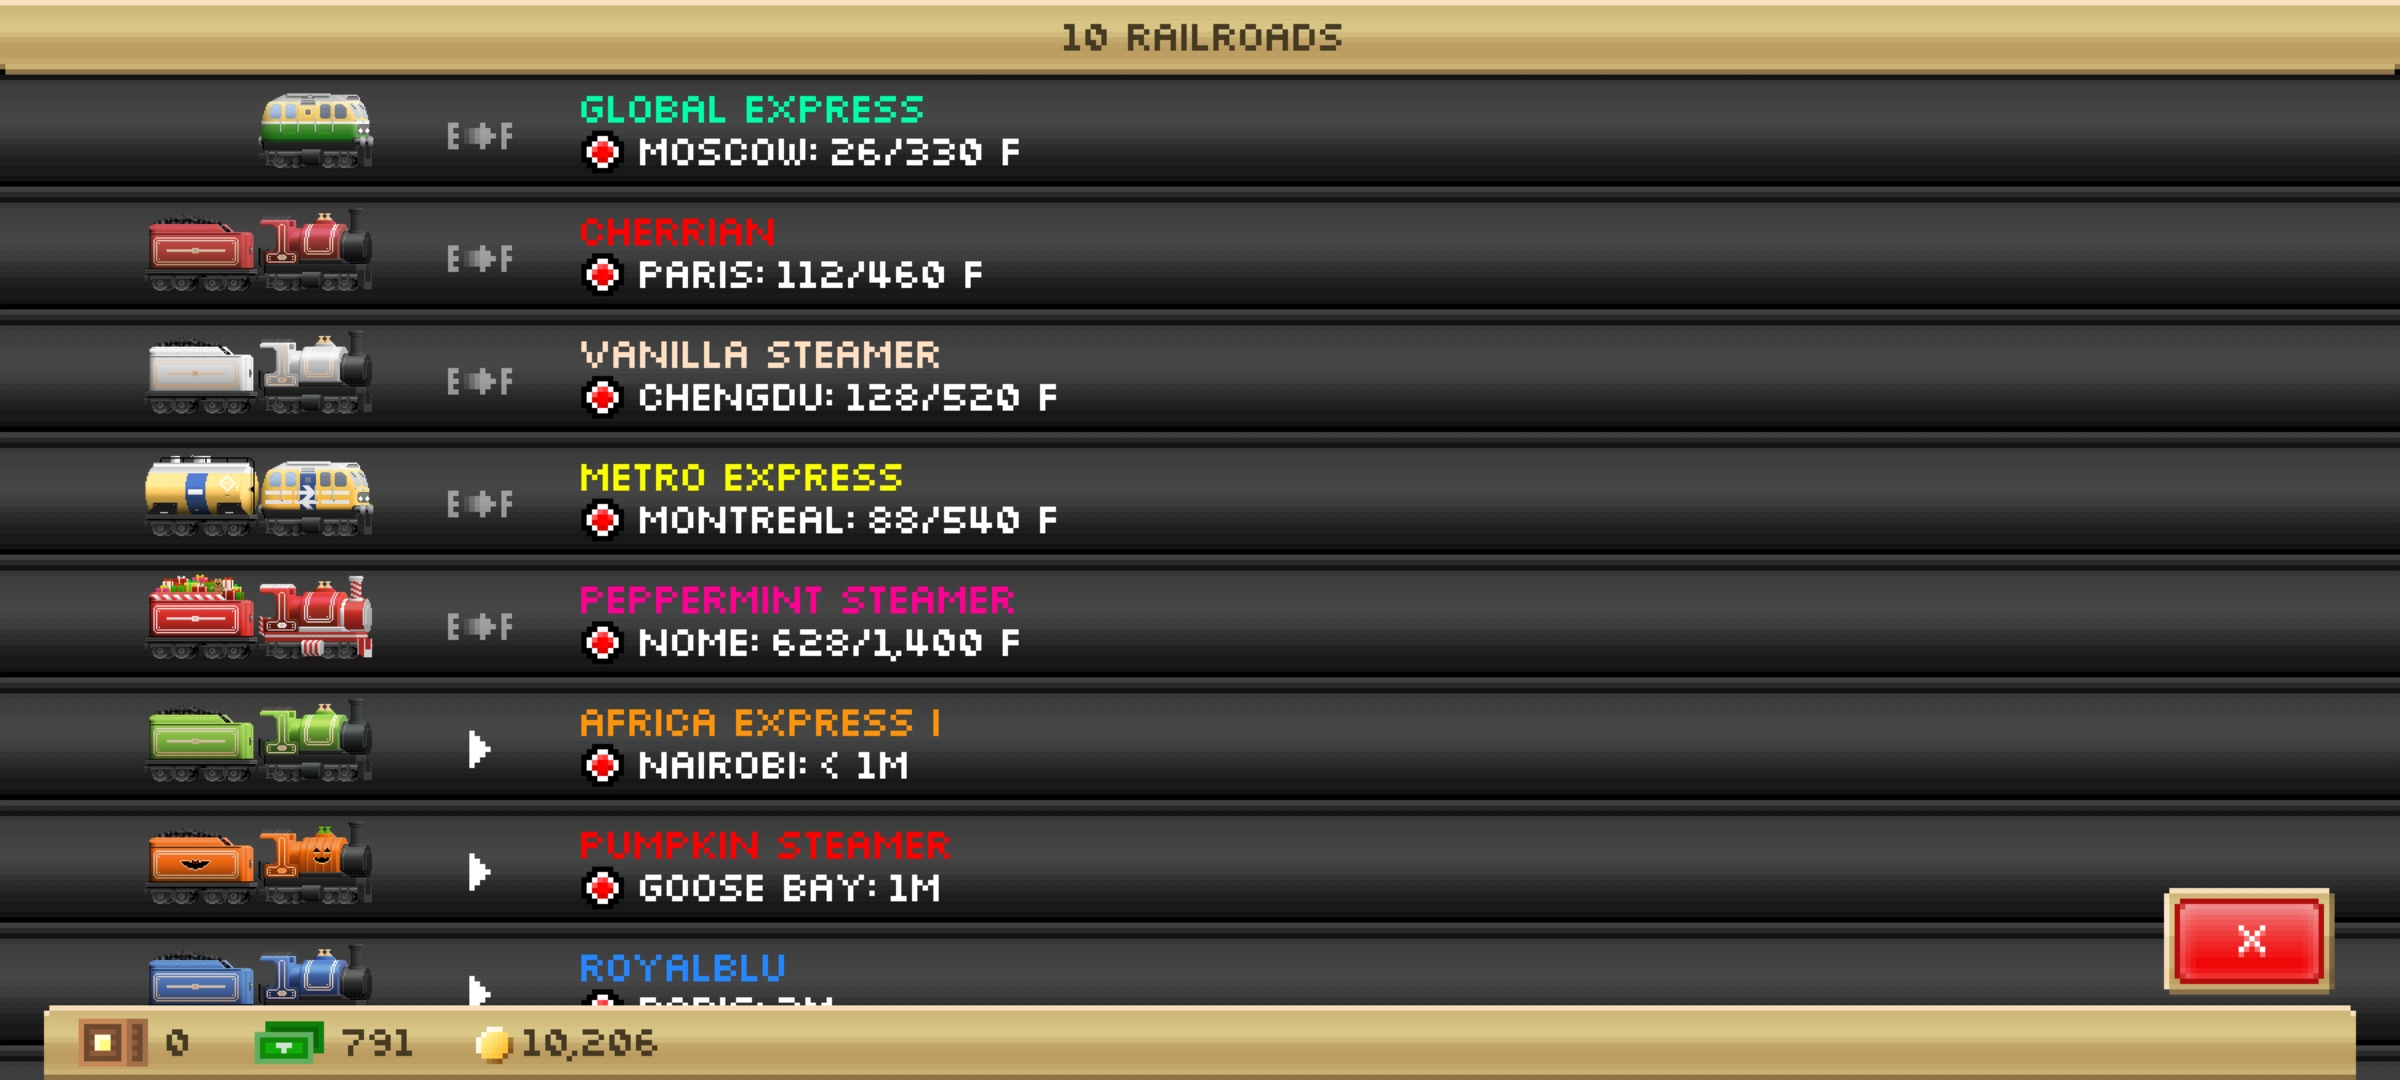 10 RAILROADS
E F
GLOBAL EXPRESS
MOSCOW: 26/330 F
E F
CHERRIAN
PARIS: 112/460 F
E F
VANILLA STEAMER
CHENGDU: 128/520 F
E F
METRO EXPRESS
MONTREAL: 88/540 F
E F
PEPPERMINT STEAMER
NOME: 628/1,400 F
AFRICA EXPRESS I
NAIROBI: < 1M
PUMPKIN STEAMER
GOOSE BAY: 1M
ROYALBLU
X
0 791 10,206